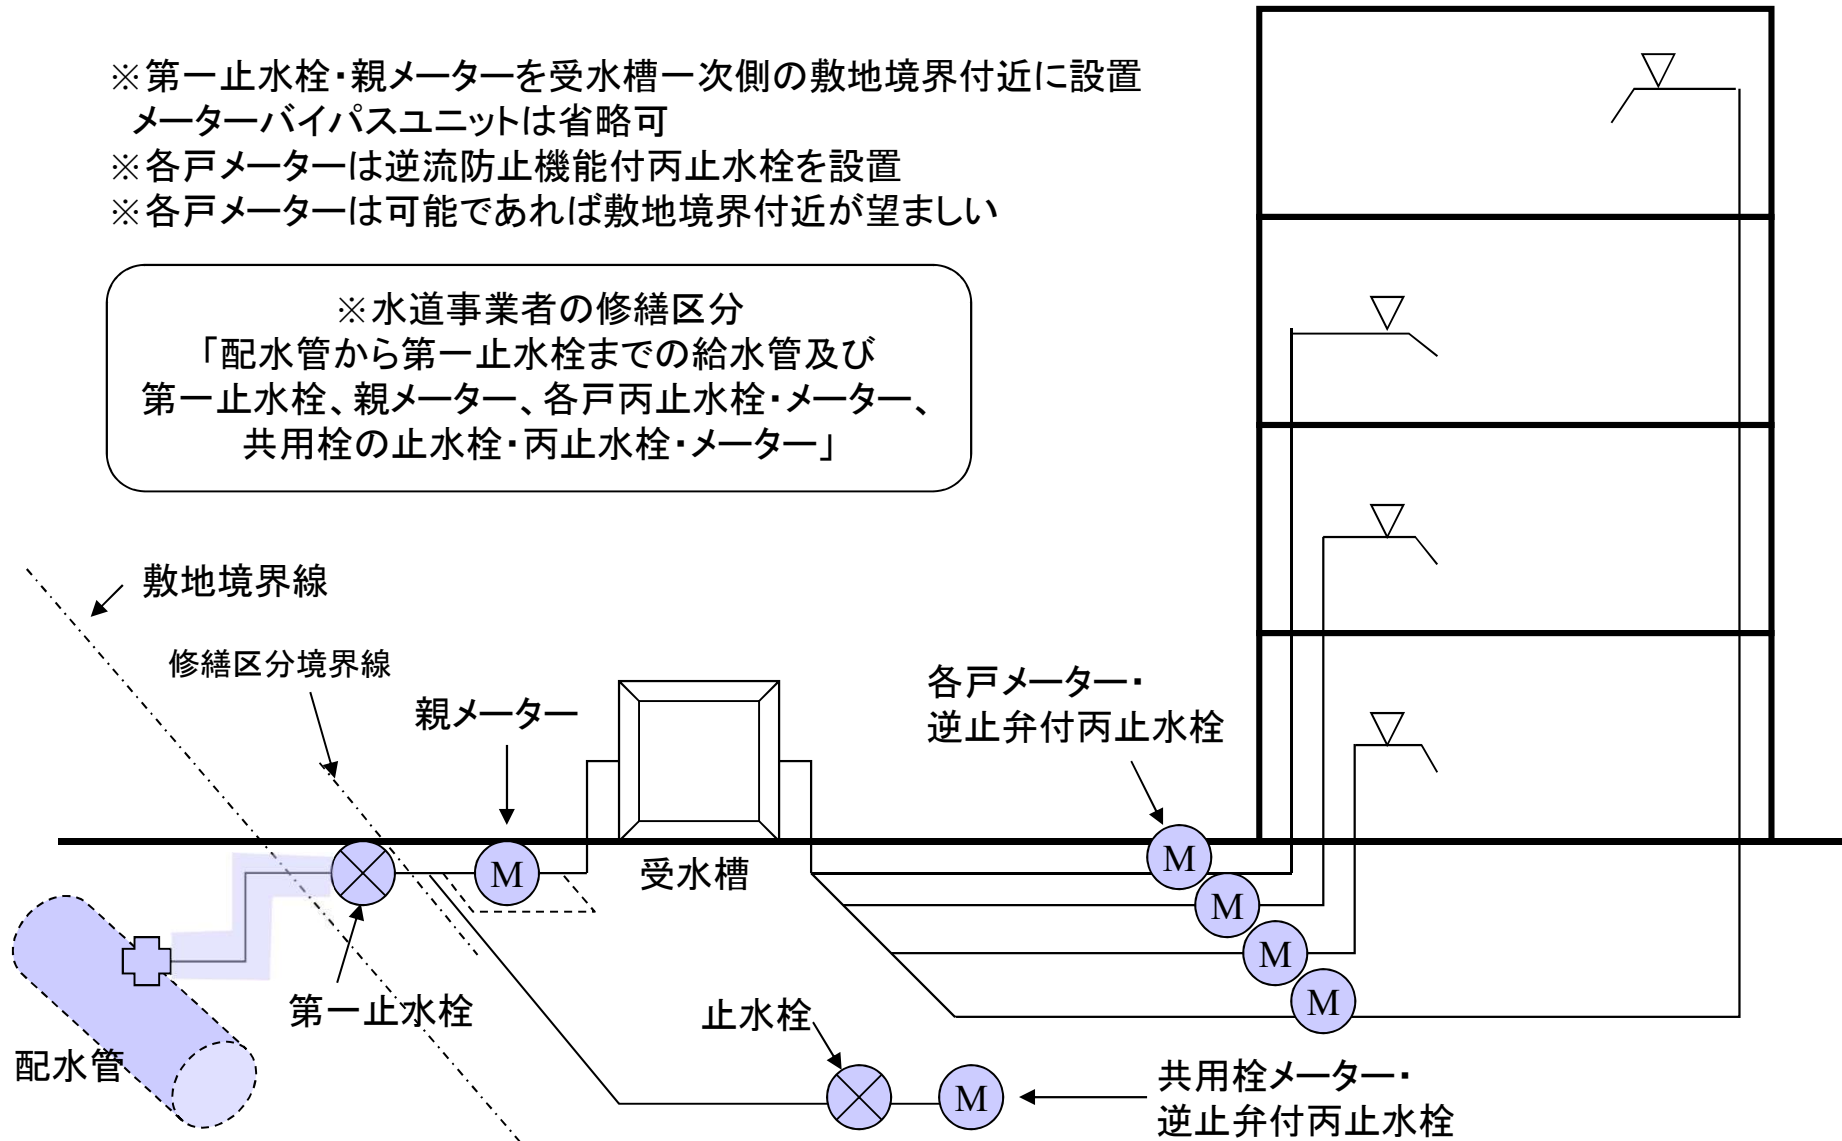 ※第一止水栓・親メーターを受水槽一次側の敷地境界付近に設置
メーターバイパスユニットは省略可
※各戸メーターは逆流防止機能付丙止水栓を設置
※各戸メーターは可能であれば敷地境界付近が望ましい
※水道事業者の修繕区分
「配水管から第一止水栓までの給水管及び
第一止水栓、親メーター、各戸丙止水栓・メーター、
共用栓の止水栓・丙止水栓・メーター」
敷地境界線
修繕区分境界線
親メーター
各戸メーター・
逆止弁付丙止水栓
M
M
受水槽
M
M
M
第一止水栓
止水栓
配水管
M
共用栓メーター・
逆止弁付丙止水栓